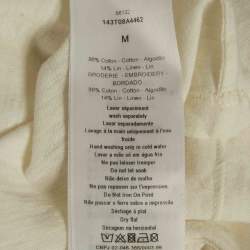 143T08A4462
M
86% Coton - Cotton - Algodão
14% Lin - Linen - Lin
BRODERIE - EMBROIDERY -
BORDADO
86% Coton - Cotton - Algodão
14% Lin - Linen - Lin
Laver séparément
wash separately
Lavar separadamente
Lavage à la main uniquement à l'eau
froide
Hand washing only in cold water
Lavar a mão só em água fria
Ne pas laisser tremper
Do not let soak
Não deixe de molho
Ne pas repasser sur l'impression
Do Not Iron On Print
Não passar a ferro sobre a impressão
Séchage à plat
Dry flat
Secagem na horizontal